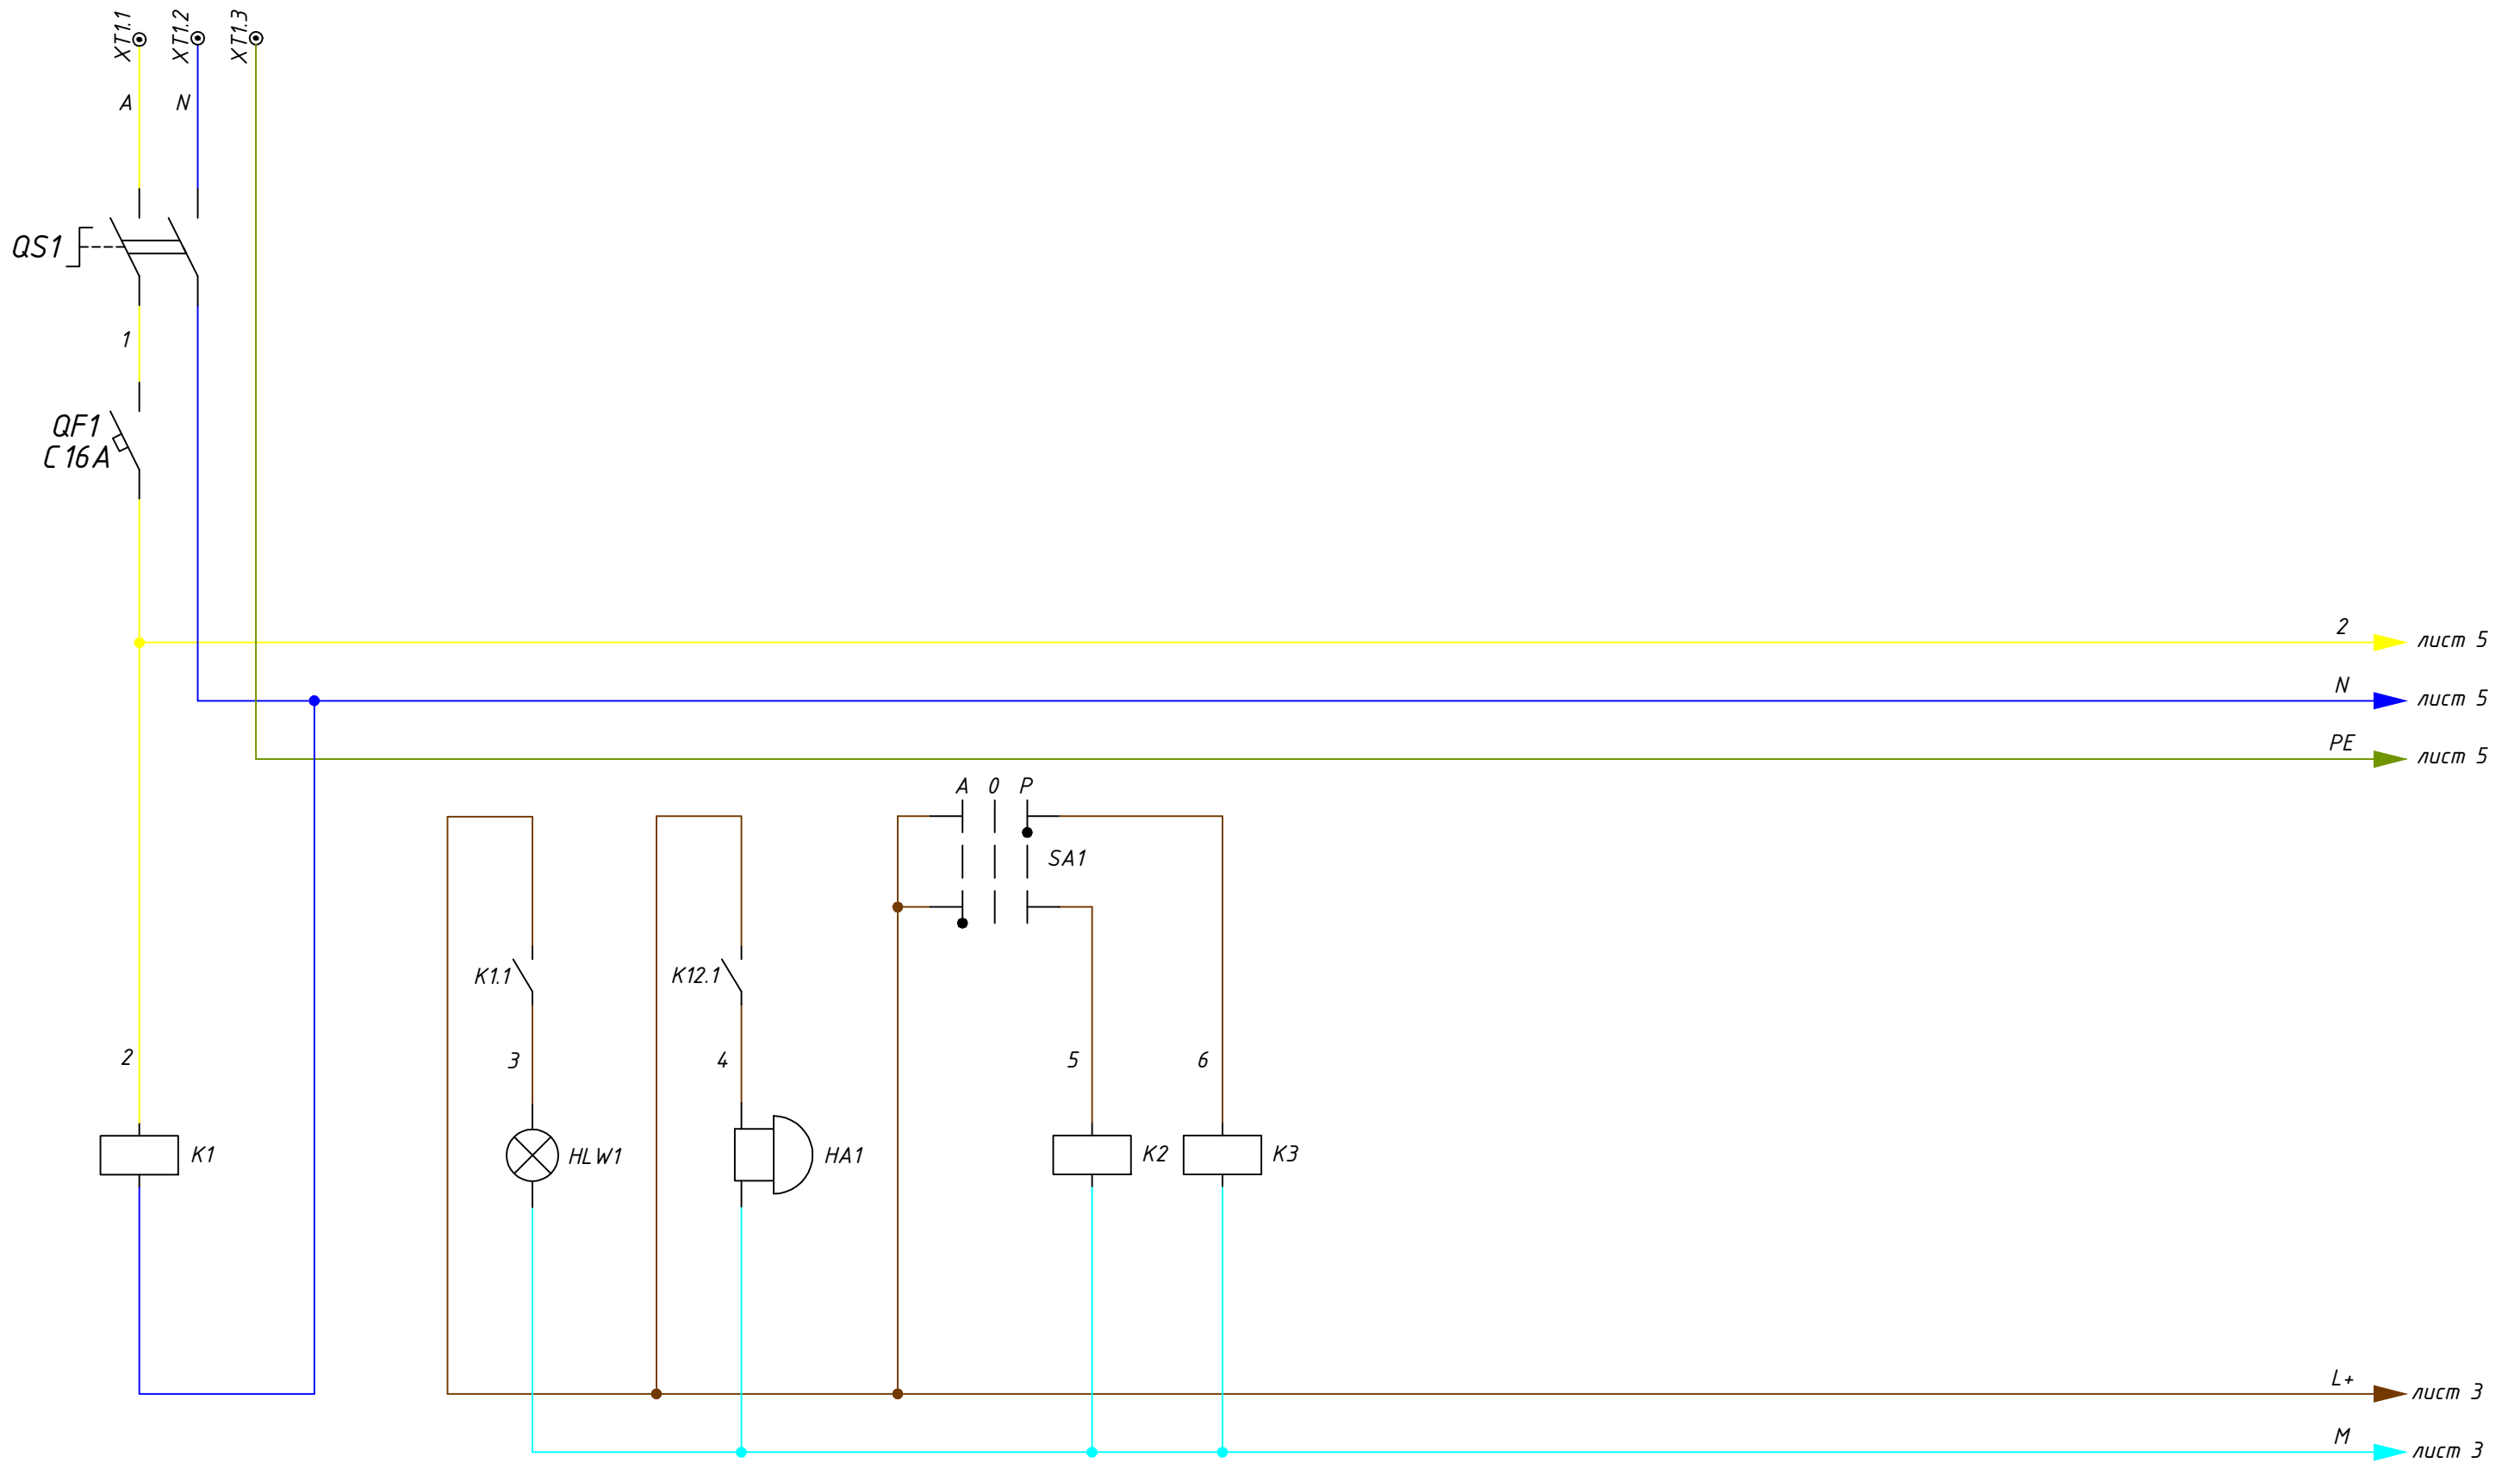 XT1.1
XT1.2
XT1.3
A
N
QS1
1
QF1
C16A
2
лист 5
N
лист 5
PE
лист 5
A 0 P
SA1
K1.1
K12.1
2
3
4
5
6
K1
HLW1
HA1
K2
K3
L+
лист 3
M
лист 3